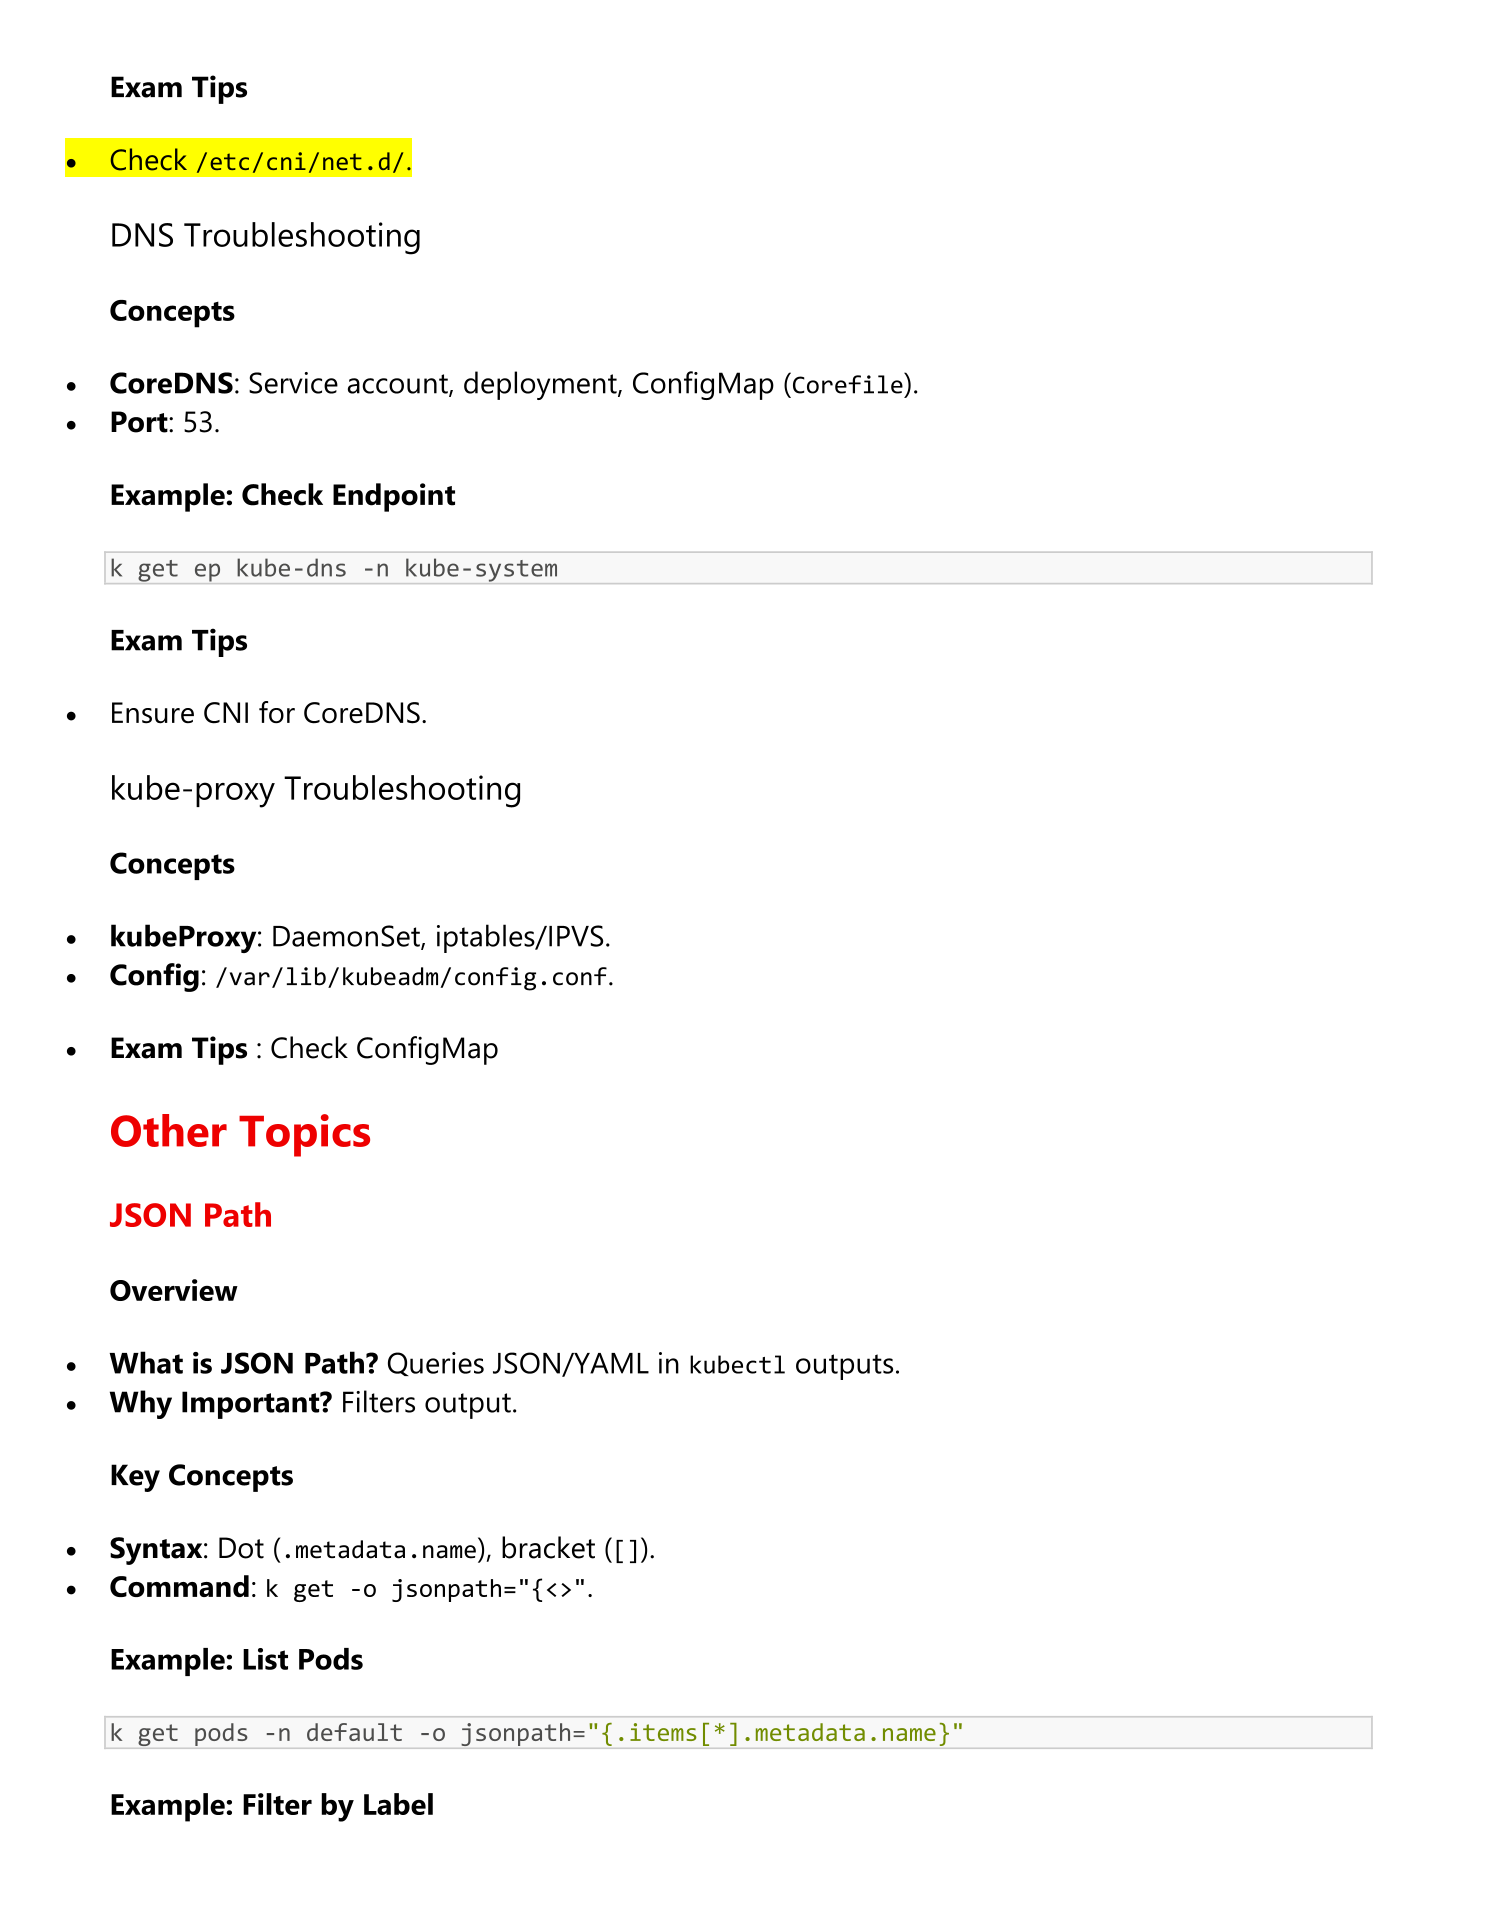 Exam Tips
• Check /etc/cni/net.d/.
DNS Troubleshooting
Concepts
• CoreDNS: Service account, deployment, ConfigMap (Corefile).
• Port: 53.
Example: Check Endpoint
k get ep kube-dns -n kube-system
Exam Tips
• Ensure CNI for CoreDNS.
kube-proxy Troubleshooting
Concepts
• kubeProxy: DaemonSet, iptables/IPVS.
• Config: /var/lib/kubeadm/config.conf.
• Exam Tips : Check ConfigMap
Other Topics
JSON Path
Overview
• What is JSON Path? Queries JSON/YAML in kubectl outputs.
• Why Important? Filters output.
Key Concepts
• Syntax: Dot (.metadata.name), bracket ([]).
• Command: k get -o jsonpath="{<>".
Example: List Pods
k get pods -n default -o jsonpath="{.items[*].metadata.name}"
Example: Filter by Label